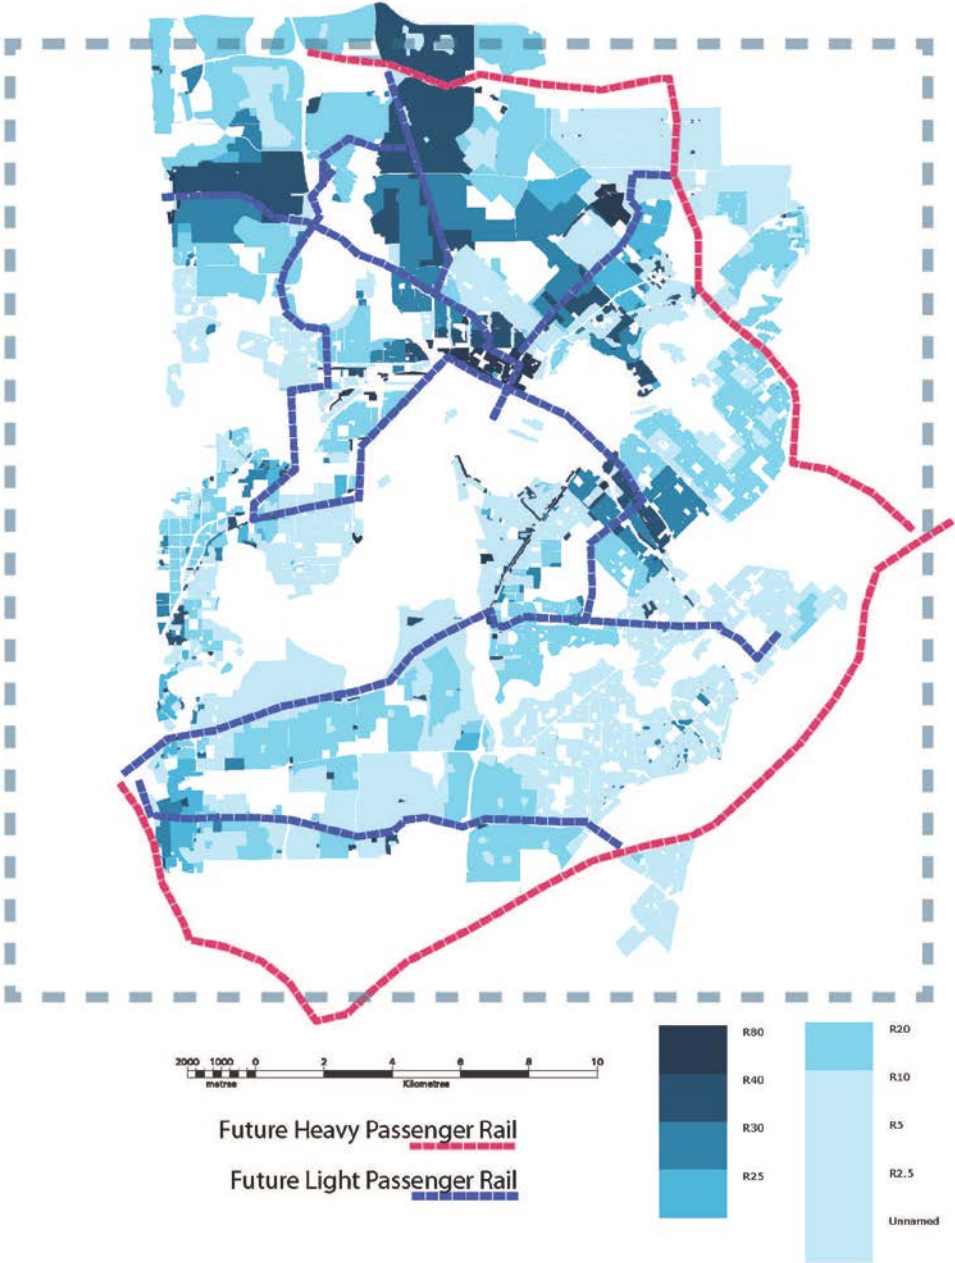 2000 1000 0 2 4 6 8 10
metres Kilometres
Future Heavy Passenger Rail
Future Light Passenger Rail
R80
R40
R30
R25
R20
R10
R5
R2.5
Unnamed